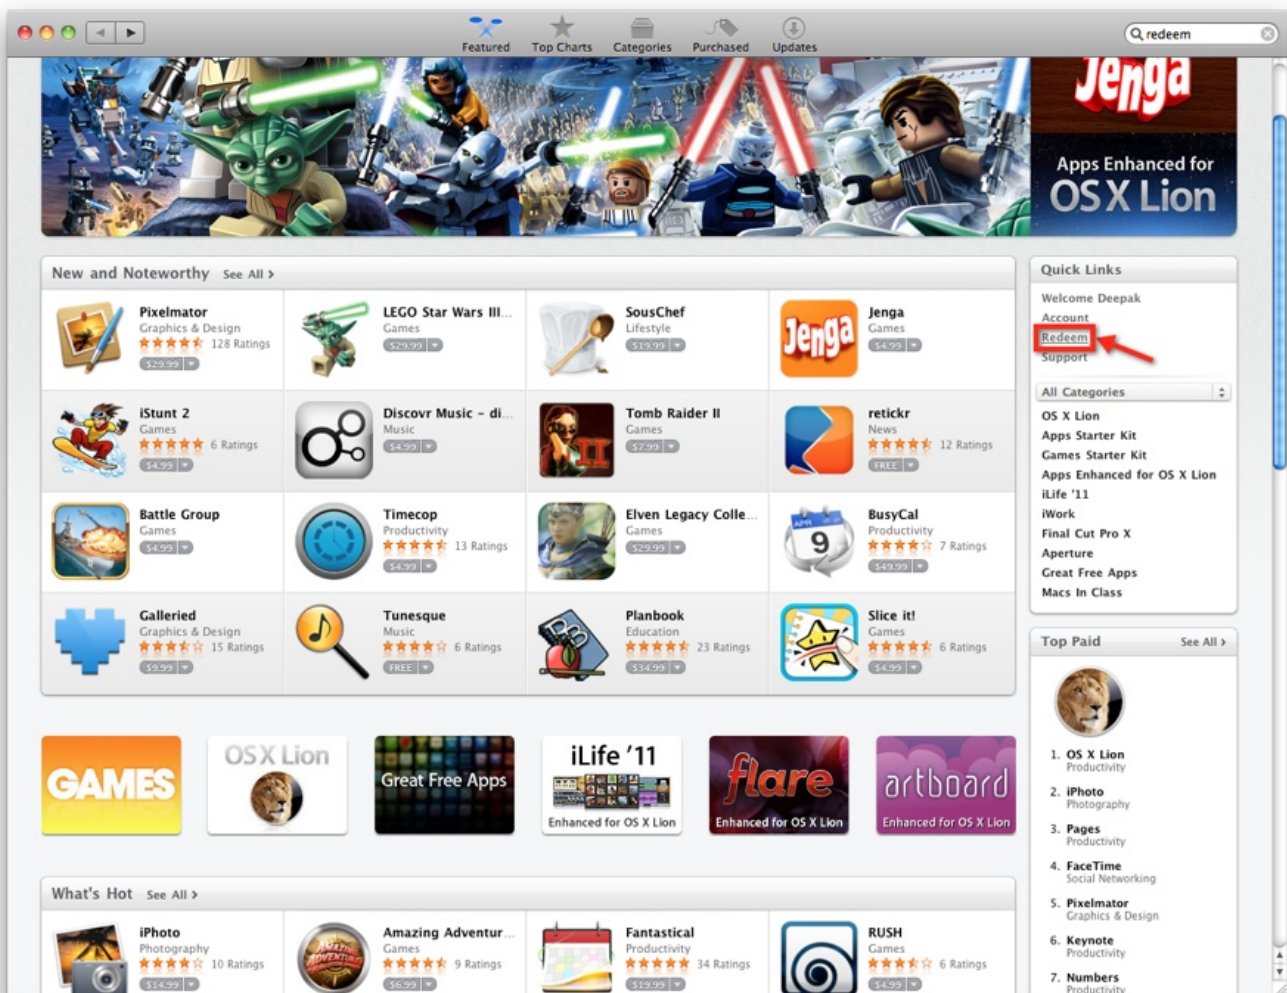 Featured
Top Charts
Categories
Purchased
Updates
redeem
Jenga
Apps Enhanced for
OS X Lion
New and Noteworthy See All >
Pixelmator
Graphics & Design
128 Ratings
$29.99
LEGO Star Wars III...
Games
$29.99
SousChef
Lifestyle
$19.99
Jenga
Jenga
Games
$4.99
iStunt 2
Games
6 Ratings
$4.99
Discovr Music - di...
Music
$4.99
II
Tomb Raider II
Games
$7.99
retickr
News
12 Ratings
FREE
Battle Group
Games
$4.99
Timecop
Productivity
13 Ratings
$4.99
Elven Legacy Colle...
Games
$29.99
APR
9
BusyCal
Productivity
7 Ratings
$49.99
Galleried
Graphics & Design
15 Ratings
$9.99
Tunesque
Music
6 Ratings
FREE
Planbook
Education
23 Ratings
$34.99
Slice it!
Games
6 Ratings
$4.99
GAMES
OS X Lion
Great Free Apps
iLife '11
Enhanced for OS X Lion
flare
Enhanced for OS X Lion
artboard
Enhanced for OS X Lion
What's Hot See All >
iPhoto
Photography
10 Ratings
$14.99
AMAZING
ADVENTURES
Amazing Adventur...
Games
9 Ratings
$6.99
Fantastical
Productivity
34 Ratings
$19.99
RUSH
Games
6 Ratings
$4.99
Quick Links
Welcome Deepak
Account
Redeem
Support
All Categories
OS X Lion
Apps Starter Kit
Games Starter Kit
Apps Enhanced for OS X Lion
iLife '11
iWork
Final Cut Pro X
Aperture
Great Free Apps
Macs In Class
Top Paid See All >
1. OS X Lion
Productivity
2. iPhoto
Photography
3. Pages
Productivity
4. FaceTime
Social Networking
5. Pixelmator
Graphics & Design
6. Keynote
Productivity
7. Numbers
Productivity